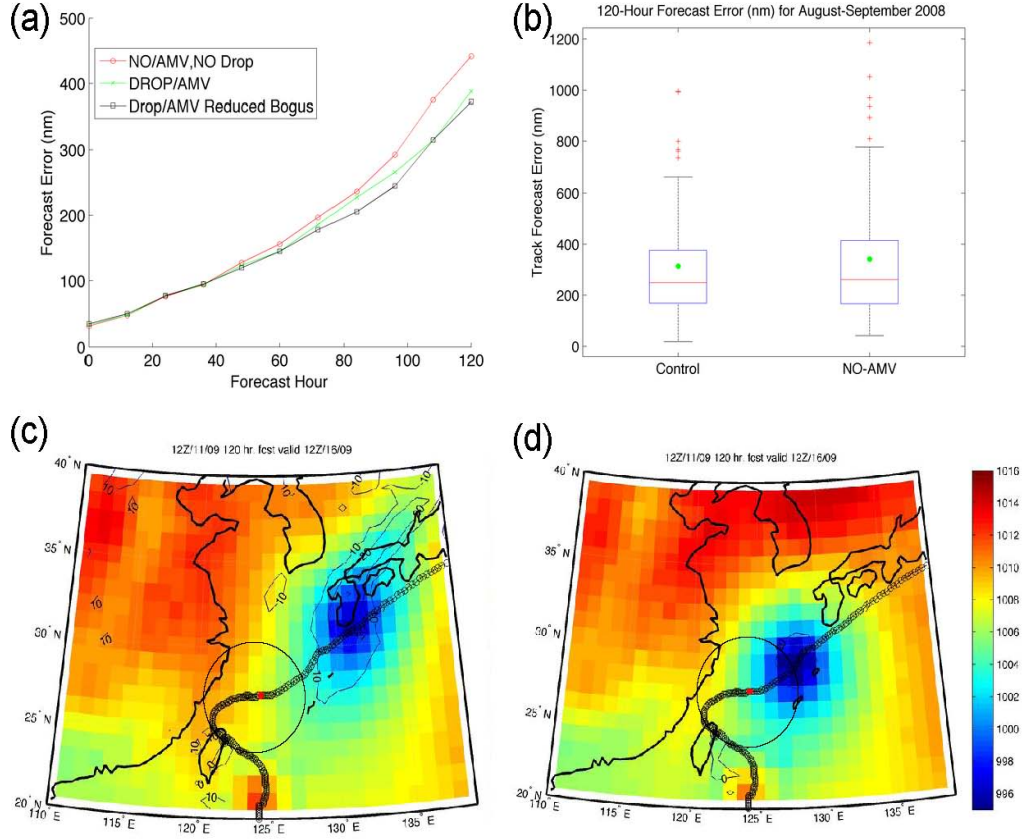 (a)
500
400
300
200
100
0
0 20 40 60 80 100 120
Forecast Error (nm)
Forecast Hour
NO/AMV,NO Drop
DROP/AMV
Drop/AMV Reduced Bogus
(b)
120-Hour Forecast Error (nm) for August-September 2008
1200
1000
800
600
400
200
0
Track Forecast Error (nm)
Control NO-AMV
(c)
12Z/11/09 120 hr. fcst valid 12Z/16/09
40°N
35°N
30°N
25°N
20°N
110°E 115°E 120°E 125°E 130°E 135°E
(d)
12Z/11/09 120 hr. fcst valid 12Z/16/09
40°N
35°N
30°N
25°N
20°N
110°E 115°E 120°E 125°E 130°E 135°E
1016
1014
1012
1010
1008
1006
1004
1002
1000
998
996